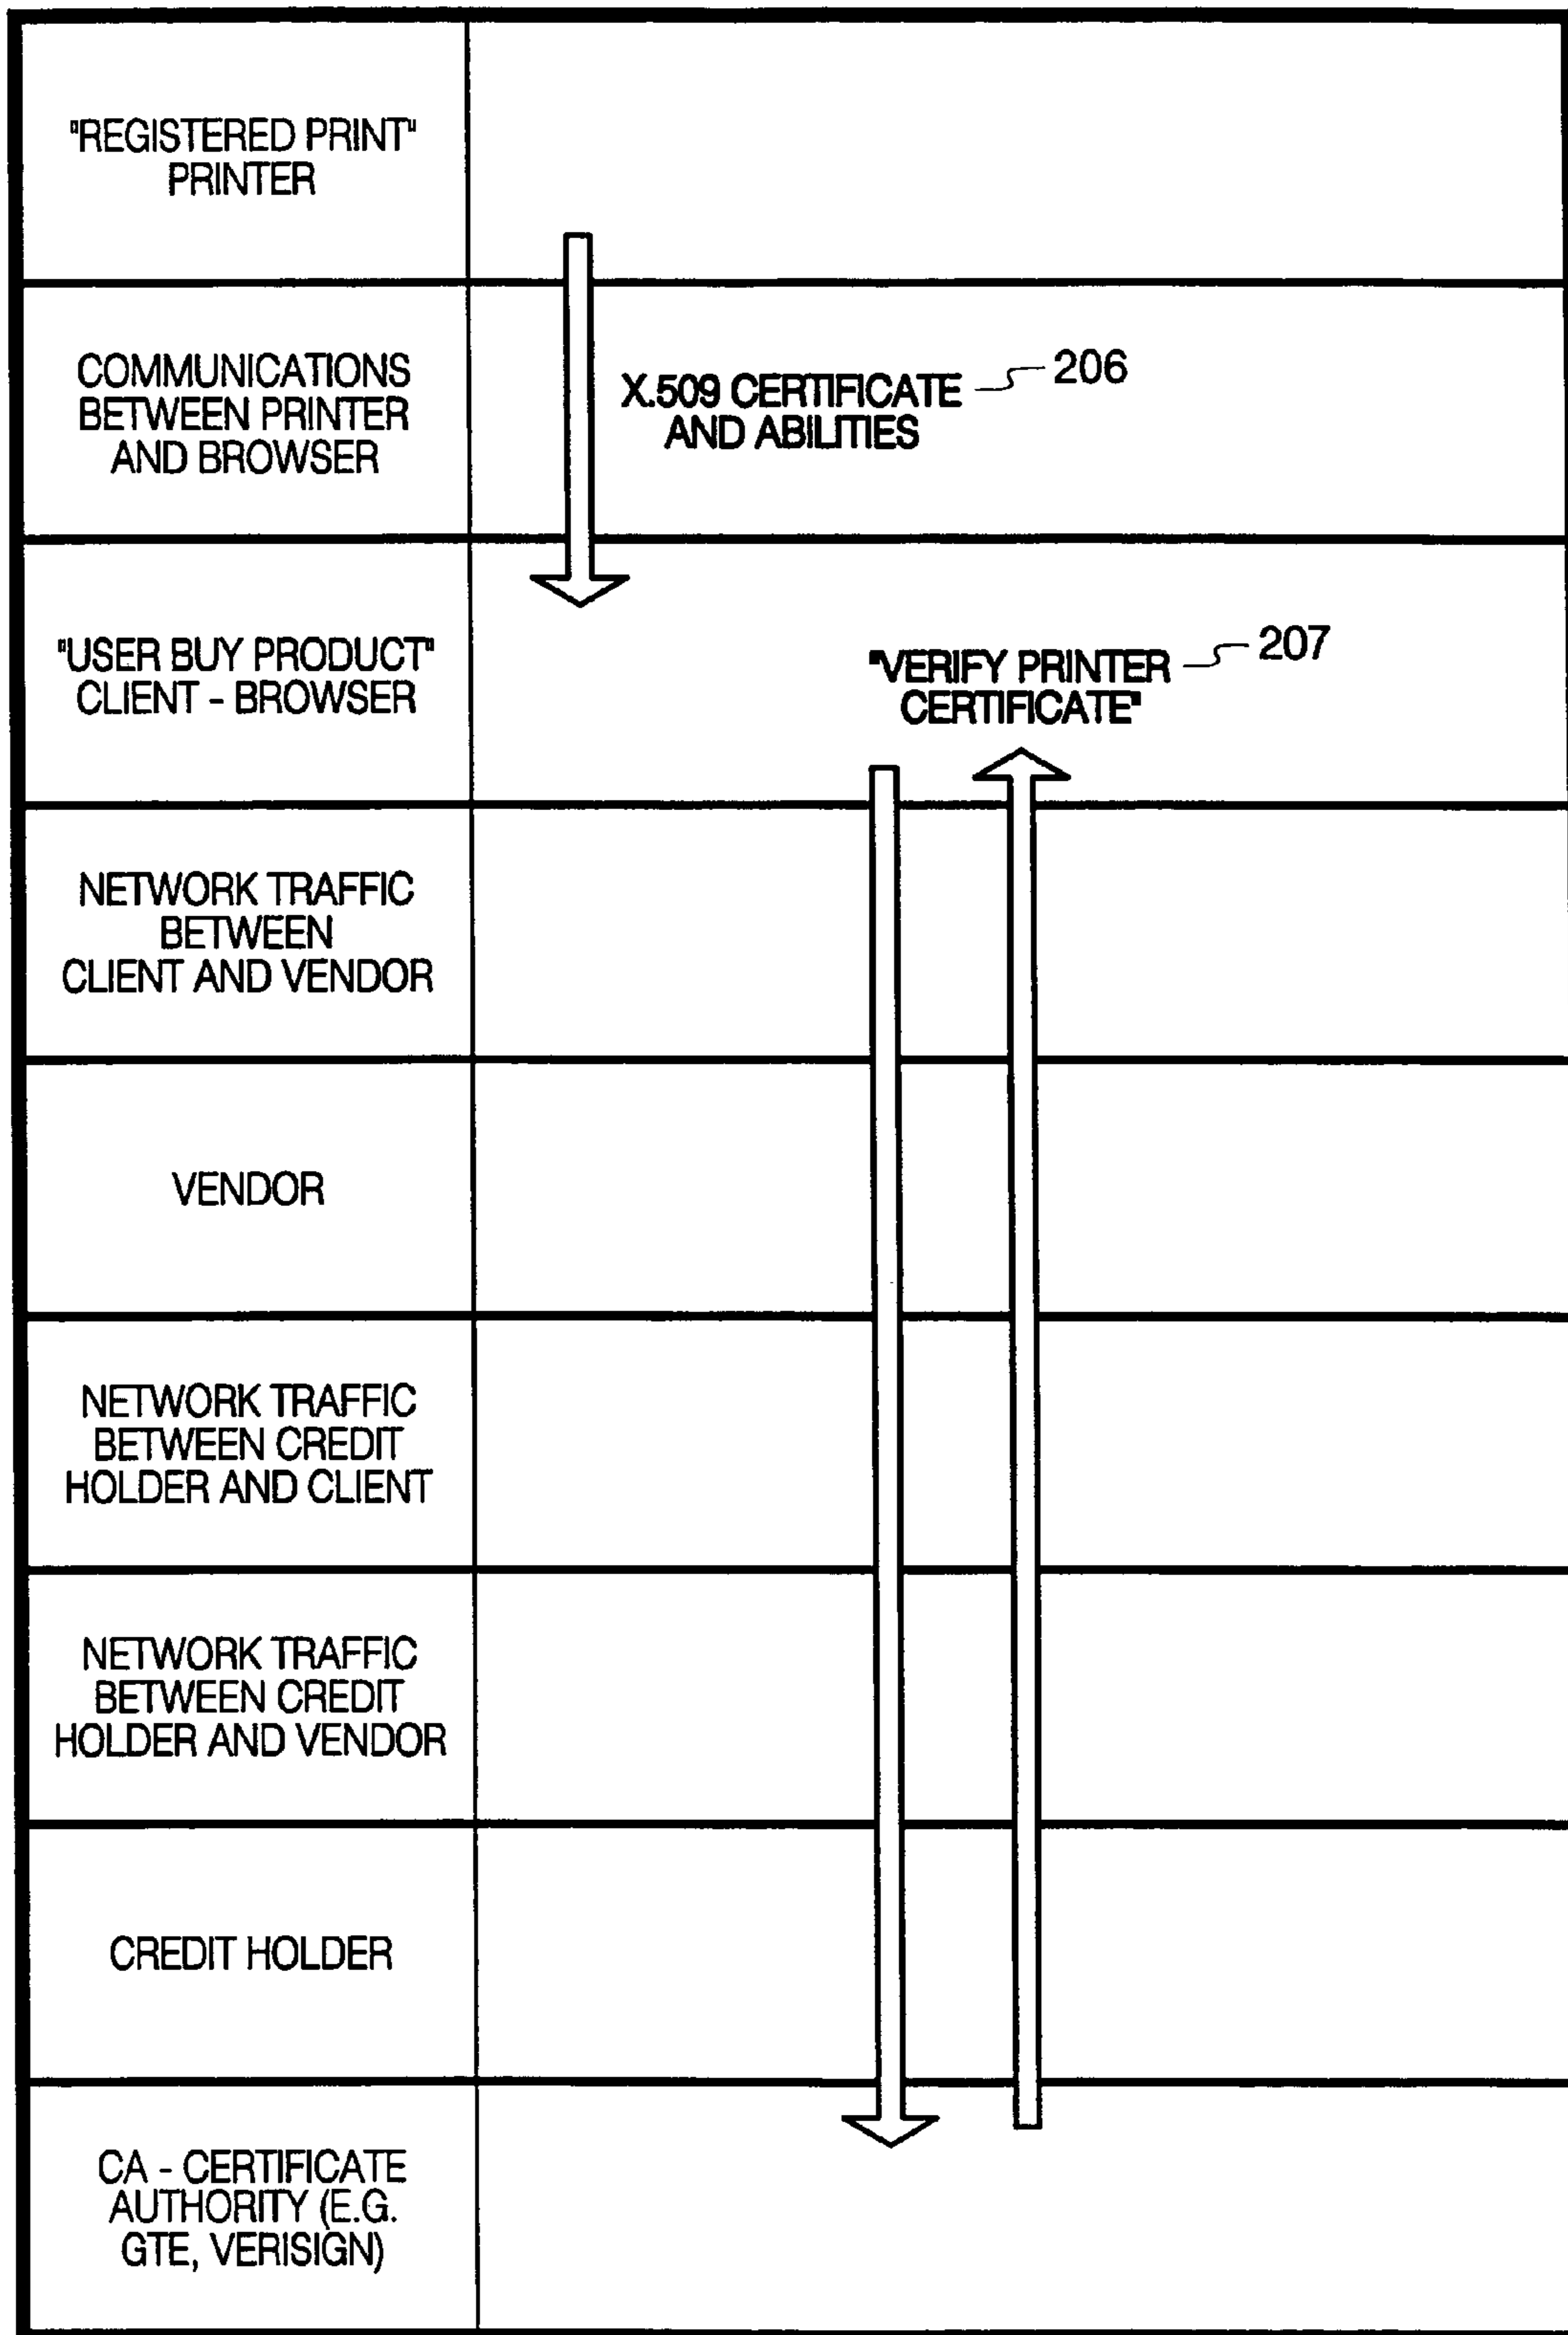 "REGISTERED PRINT"
PRINTER
COMMUNICATIONS
BETWEEN PRINTER
AND BROWSER
X.509 CERTIFICATE
AND ABILITIES
206
"USER BUY PRODUCT"
CLIENT - BROWSER
"VERIFY PRINTER
CERTIFICATE"
207
NETWORK TRAFFIC
BETWEEN
CLIENT AND VENDOR
VENDOR
NETWORK TRAFFIC
BETWEEN CREDIT
HOLDER AND CLIENT
NETWORK TRAFFIC
BETWEEN CREDIT
HOLDER AND VENDOR
CREDIT HOLDER
CA - CERTIFICATE
AUTHORITY (E.G.
GTE, VERISIGN)